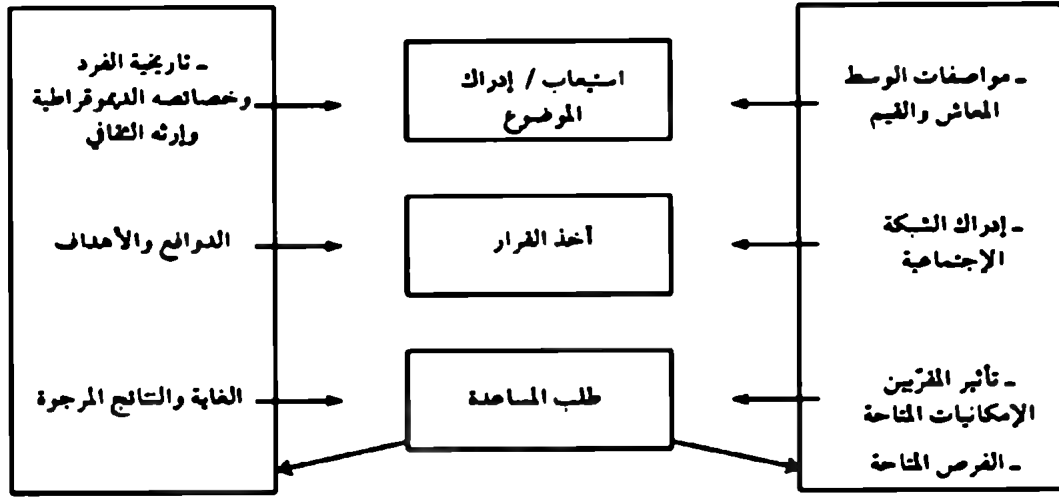 - مواصفات الوسط
المعاش والقيم
- إدراك الشبكة
الإجتماعية
- تأثير المقرّبين
الإمكانيات المتاحة
- الفرص المتاحة
استيعاب / إدراك
الموضوع
أخذ القرار
طلب المساعدة
- تاريخية الفرد
وخصائصه الديموقراطية
وإرثه الثقافي
الدوافع والأهداف
الغاية والنتائج المرجوة